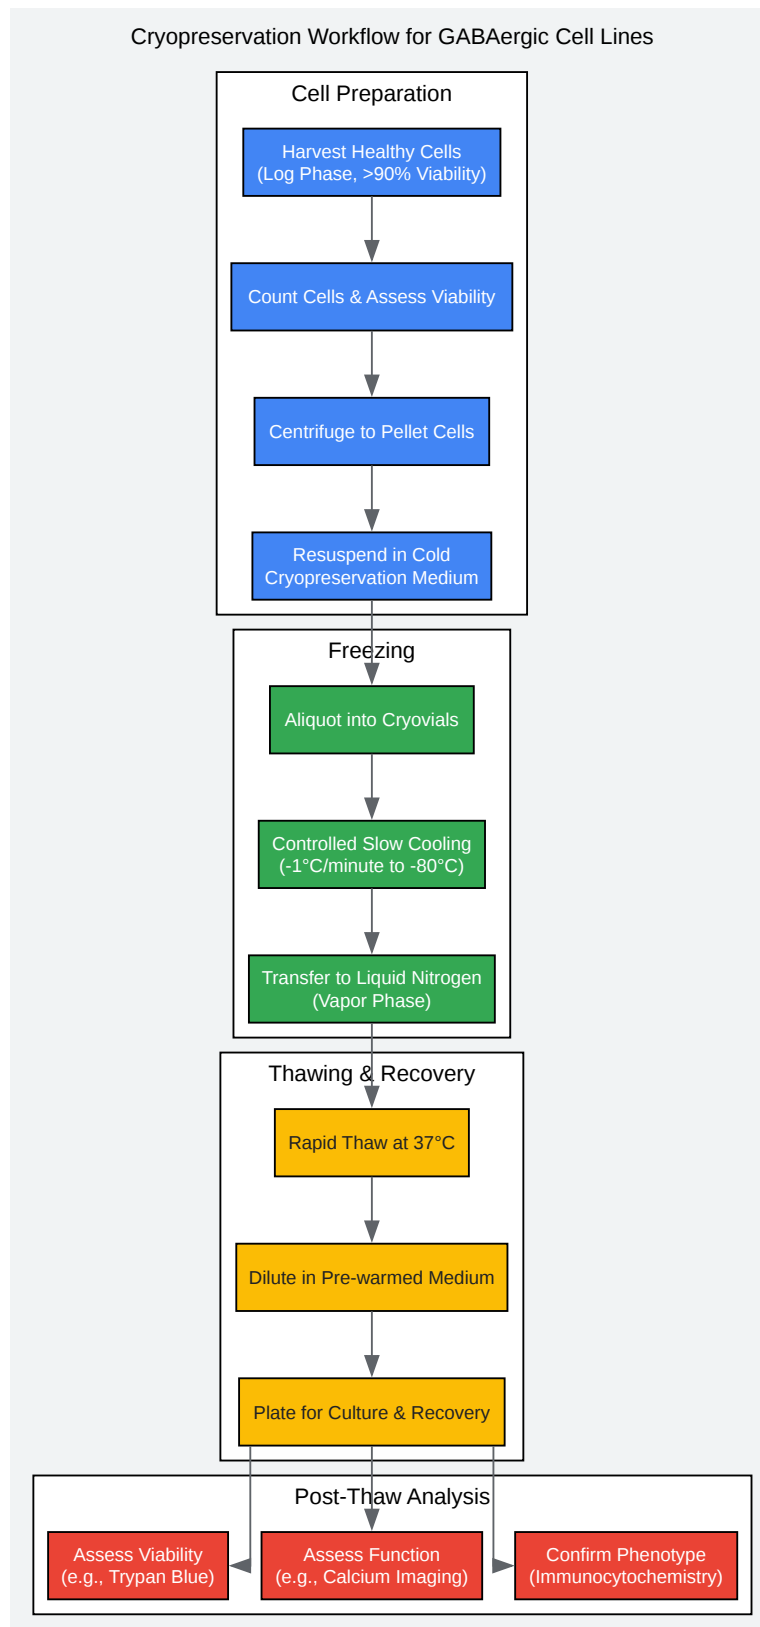 Cryopreservation Workflow for GABAergic Cell Lines
Cell Preparation
Harvest Healthy Cells
(Log Phase, >90% Viability)
Count Cells & Assess Viability
Centrifuge to Pellet Cells
Resuspend in Cold
Cryopreservation Medium
Freezing
Aliquot into Cryovials
Controlled Slow Cooling
(-1°C/minute to -80°C)
Transfer to Liquid Nitrogen
(Vapor Phase)
Thawing & Recovery
Rapid Thaw at 37°C
Dilute in Pre-warmed Medium
Plate for Culture & Recovery
Post-Thaw Analysis
Assess Viability
(e.g., Trypan Blue)
Assess Function
(e.g., Calcium Imaging)
Confirm Phenotype
(Immunocytochemistry)